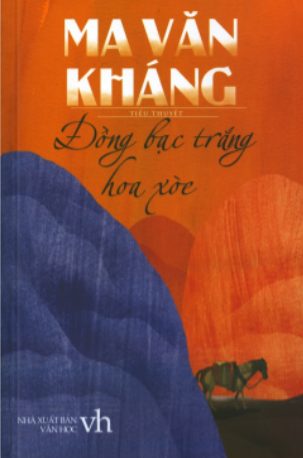 MA VĂN
KHÁNG
TIỂU THUYẾT
Đồng bạc trắng
hoa xòe
NHÀ XUẤT BẢN
VĂN HỌC
vh